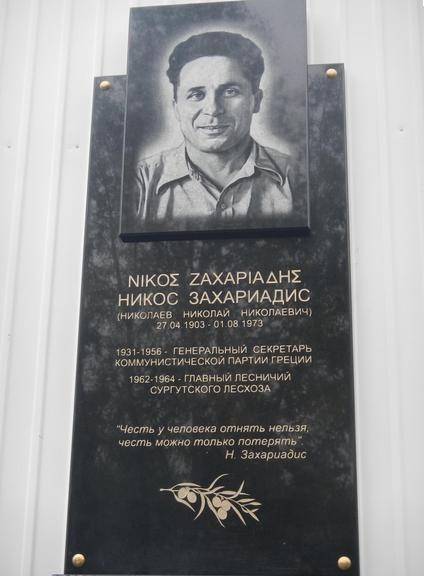 ΝΙΚΟΣ ΖΑΧΑΡΙΑΔΗΣ
НИКОС ЗАХАРИАДИС
(НИКОЛАЕВ НИКОЛАЙ НИКОЛАЕВИЧ)
27.04.1903 - 01.08.1973
1931-1956 - ГЕНЕРАЛЬНЫЙ СЕКРЕТАРЬ
КОММУНИСТИЧЕСКОЙ ПАРТИИ ГРЕЦИИ
1962-1964 - ГЛАВНЫЙ ЛЕСНИЧИЙ
СУРГУТСКОГО ЛЕСХОЗА
“Честь у человека отнять нельзя,
честь можно только потерять”.
Н. Захариадис